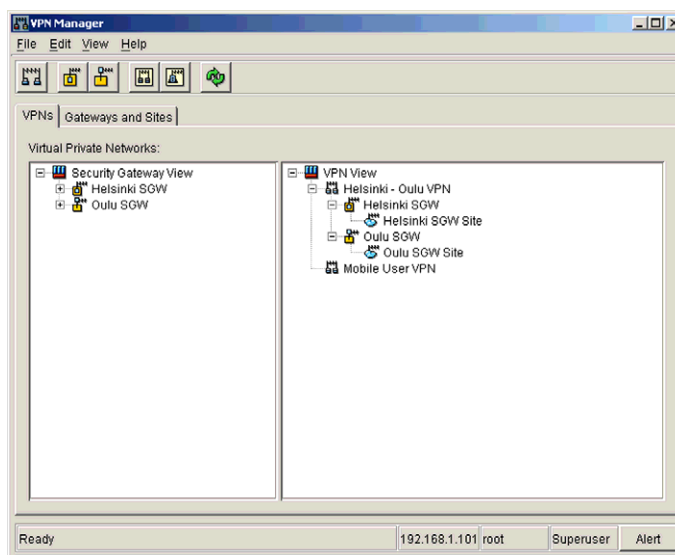 VPN Manager
File Edit View Help
VPNs Gateways and Sites
Virtual Private Networks:
Security Gateway View
Helsinki SGW
Oulu SGW
VPN View
Helsinki - Oulu VPN
Helsinki SGW
Helsinki SGW Site
Oulu SGW
Oulu SGW Site
Mobile User VPN
Ready 192.168.1.101 root Superuser Alert